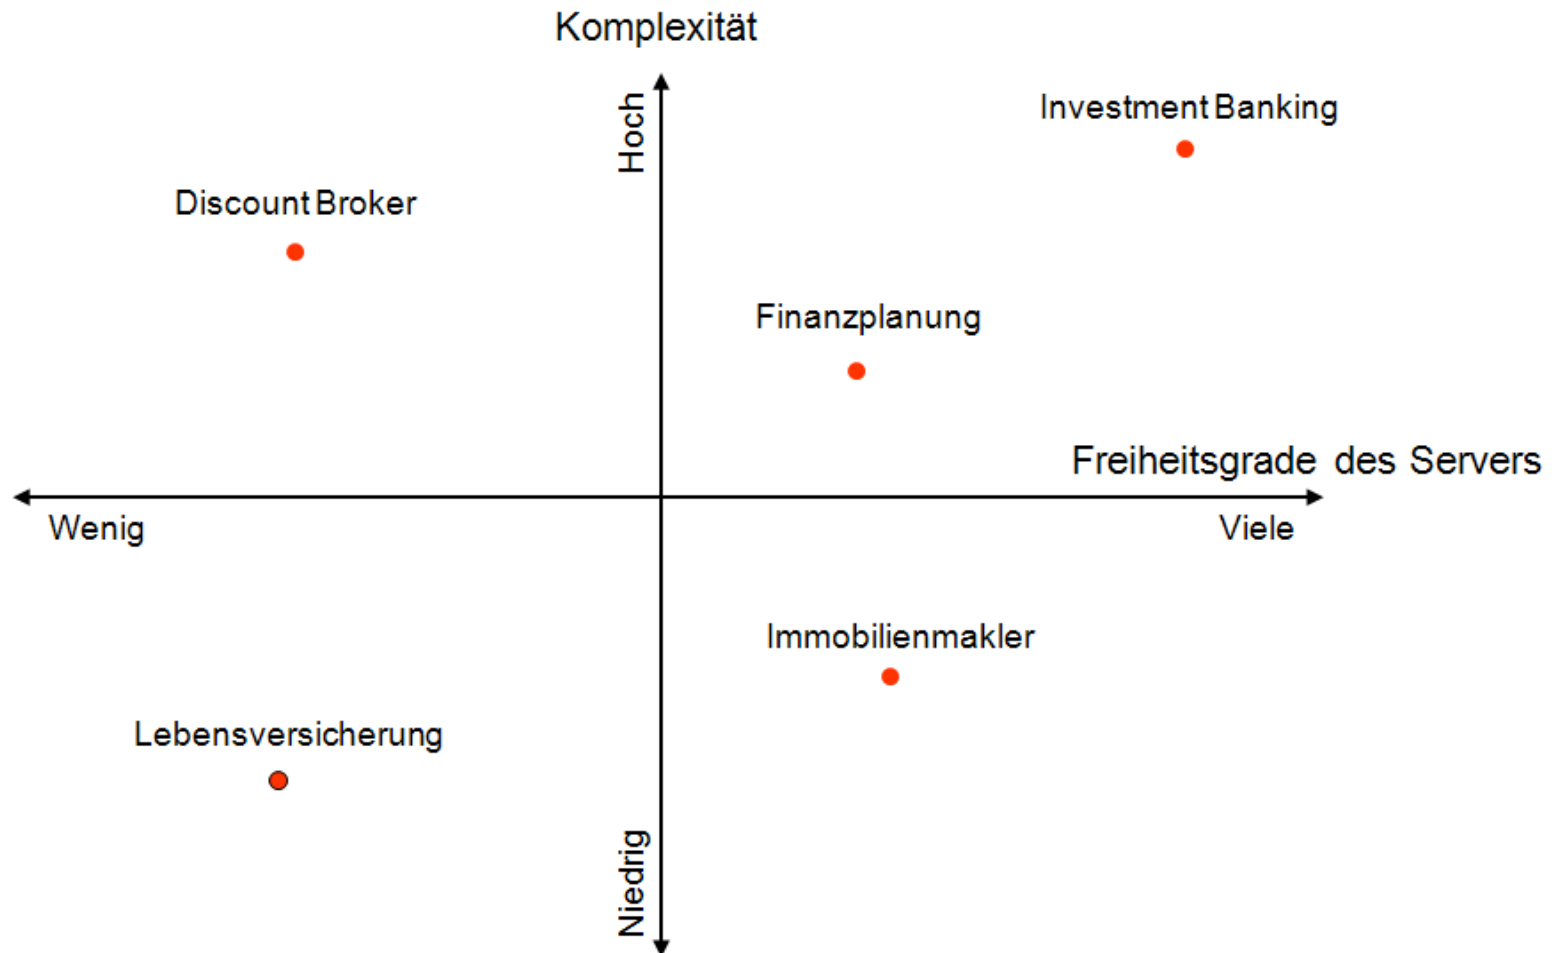 Komplexität
Hoch
Investment Banking
Discount Broker
Finanzplanung
Freiheitsgrade des Servers
Wenig
Viele
Immobilienmakler
Lebensversicherung
Niedrig